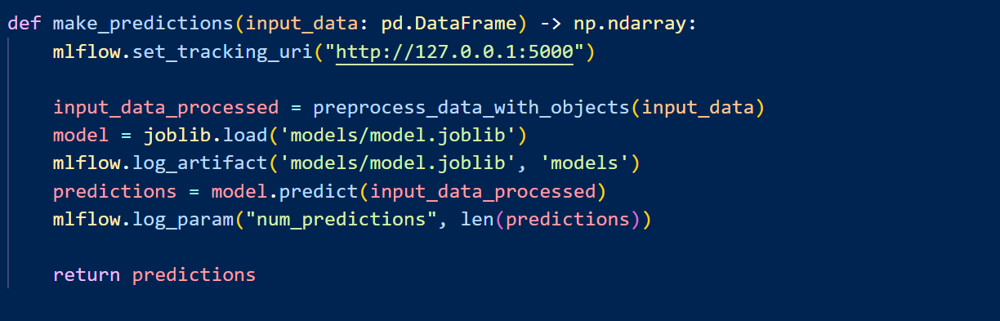 def make_predictions(input_data: pd.DataFrame) -> np.ndarray:
    mlflow.set_tracking_uri("http://127.0.0.1:5000")
    input_data_processed = preprocess_data_with_objects(input_data)
    model = joblib.load('models/model.joblib')
    mlflow.log_artifact('models/model.joblib', 'models')
    predictions = model.predict(input_data_processed)
    mlflow.log_param("num_predictions", len(predictions))
    return predictions